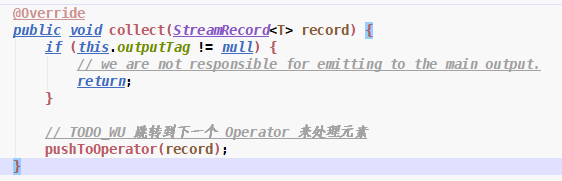 @Override
public void collect(StreamRecord<T> record) {
if (this.outputTag != null) {
// we are not responsible for emitting to the main output.
return;
}
// TODO_WU 跳转到下一个 Operator 来处理元素
pushToOperator(record);
}